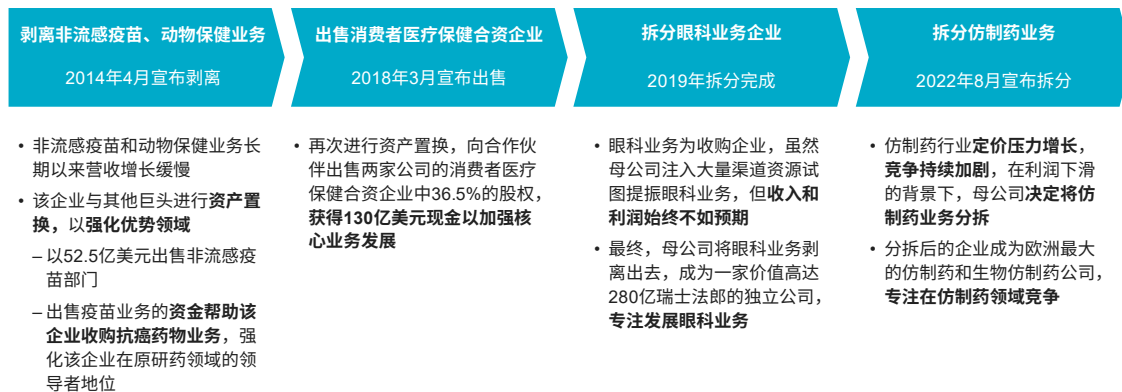 剥离非流感疫苗、动物保健业务
2014年4月宣布剥离
出售消费者医疗保健合资企业
2018年3月宣布出售
拆分眼科业务企业
2019年拆分完成
拆分仿制药业务
2022年8月宣布拆分
• 非流感疫苗和动物保健业务长
期以来营收增长缓慢
• 该企业与其他巨头进行资产置
换，以强化优势领域
– 以52.5亿美元出售非流感疫
苗部门
– 出售疫苗业务的资金帮助该
企业收购抗癌药物业务，强
化该企业在原研药领域的领
导者地位
• 再次进行资产置换，向合作伙
伴出售两家公司的消费者医疗
保健合资企业中36.5%的股权，
获得130亿美元现金以加强核
心业务发展
• 眼科业务为收购企业，虽然
母公司注入大量渠道资源试
图提振眼科业务，但收入和
利润始终不如预期
• 最终，母公司将眼科业务剥
离出去，成为一家价值高达
280亿瑞士法郎的独立公司，
专注发展眼科业务
• 仿制药行业定价压力增长，
竞争持续加剧，在利润下滑
的背景下，母公司决定将仿
制药业务分拆
• 分拆后的企业成为欧洲最大
的仿制药和生物仿制药公司，
专注在仿制药领域竞争